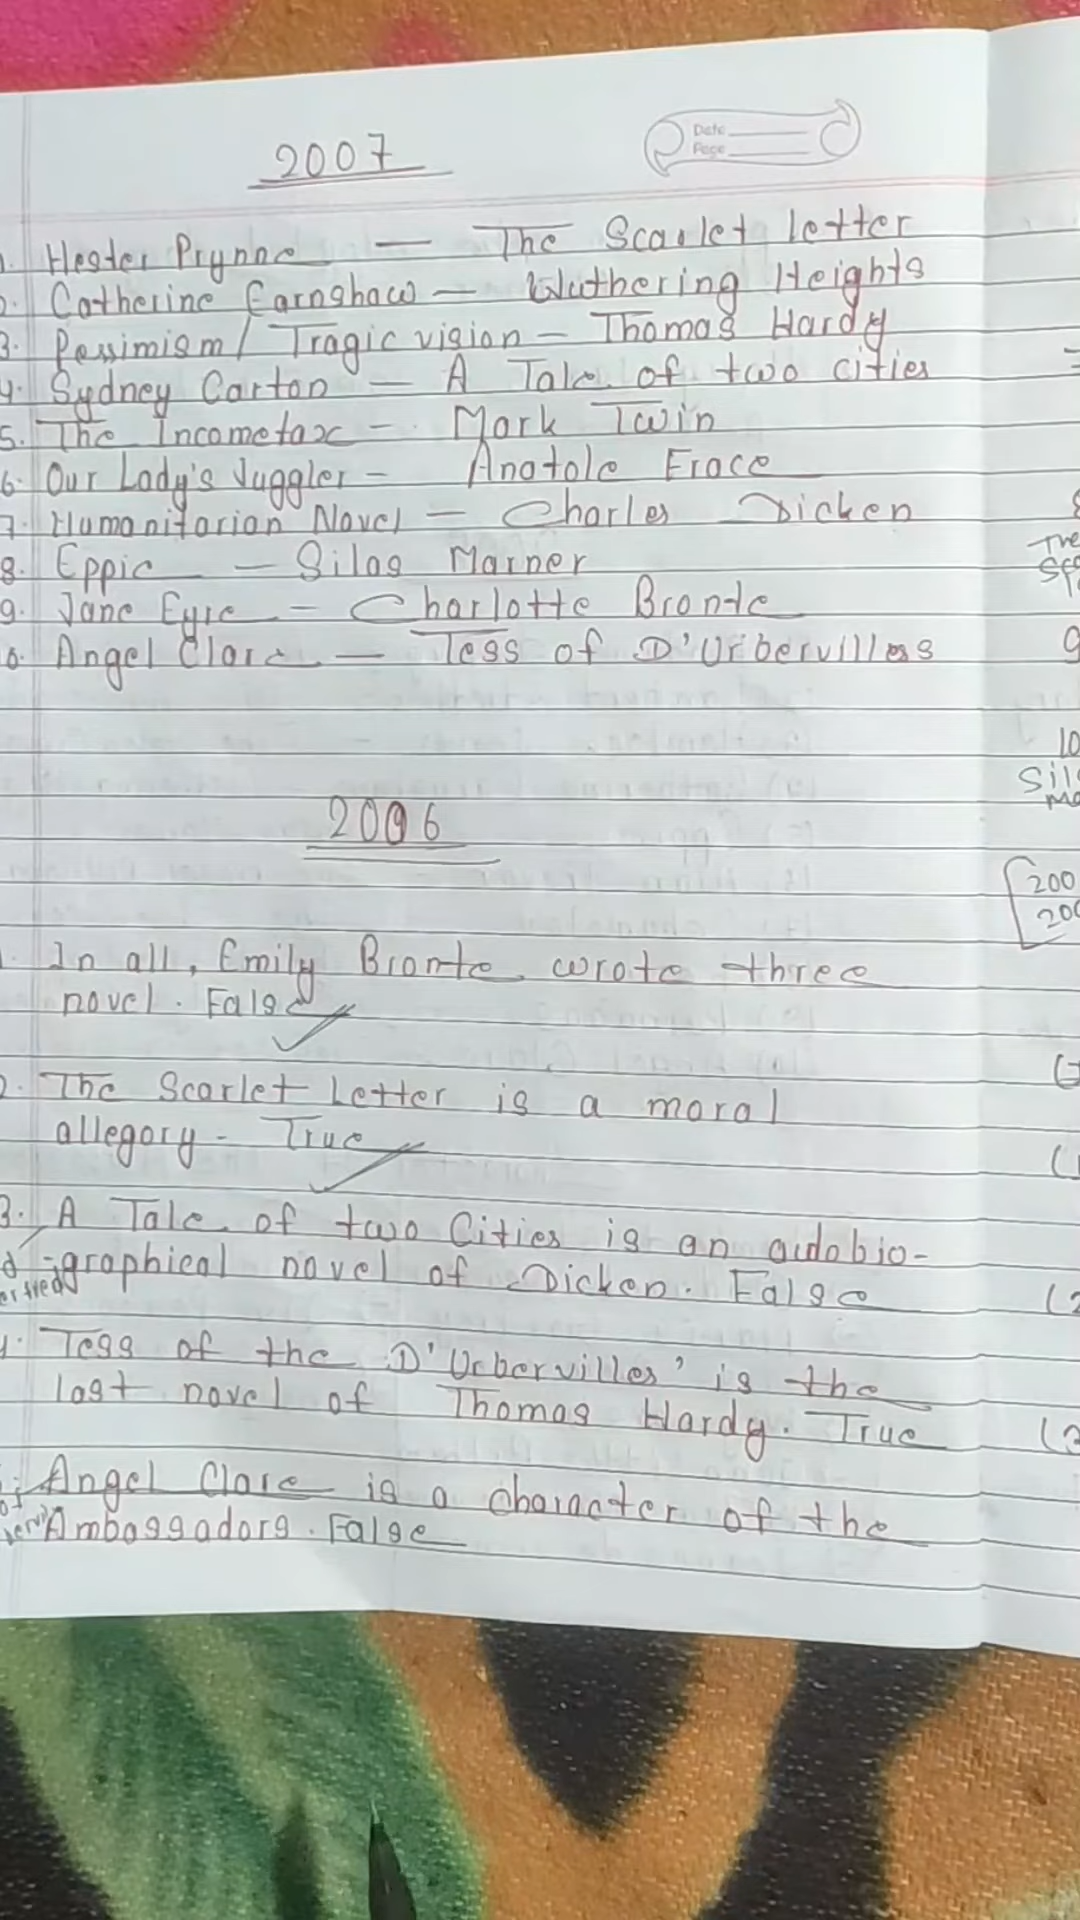 2007
Date
Page
1. Hester Prynne — The Scarlet Letter
2. Catherine Earnshaw — Wuthering Heights
3. Pessimism / Tragic vision — Thomas Hardy
4. Sydney Carton — A Tale of two cities
5. The Incometax — Mark Twin
6. Our Lady's Juggler — Anatole Frace
7. Humanitarian Novel — Charles Dicken
8. Eppie — Silas Marner
9. Jane Eyre — Charlotte Bronte
10. Angel Clare — Tess of D'Urbervilles
10
Sil
2006
200
200
1. In all, Emily Bronte wrote three
novel. False
2. The Scarlet Letter is a moral
allegory - True
3. A Tale of two Cities is an autobio-
-graphical novel of Dicken. False
4. Tess of the D'Urbervilles' is the
last novel of Thomas Hardy. True
Angel Clare is a character of the
Ambassadors. False